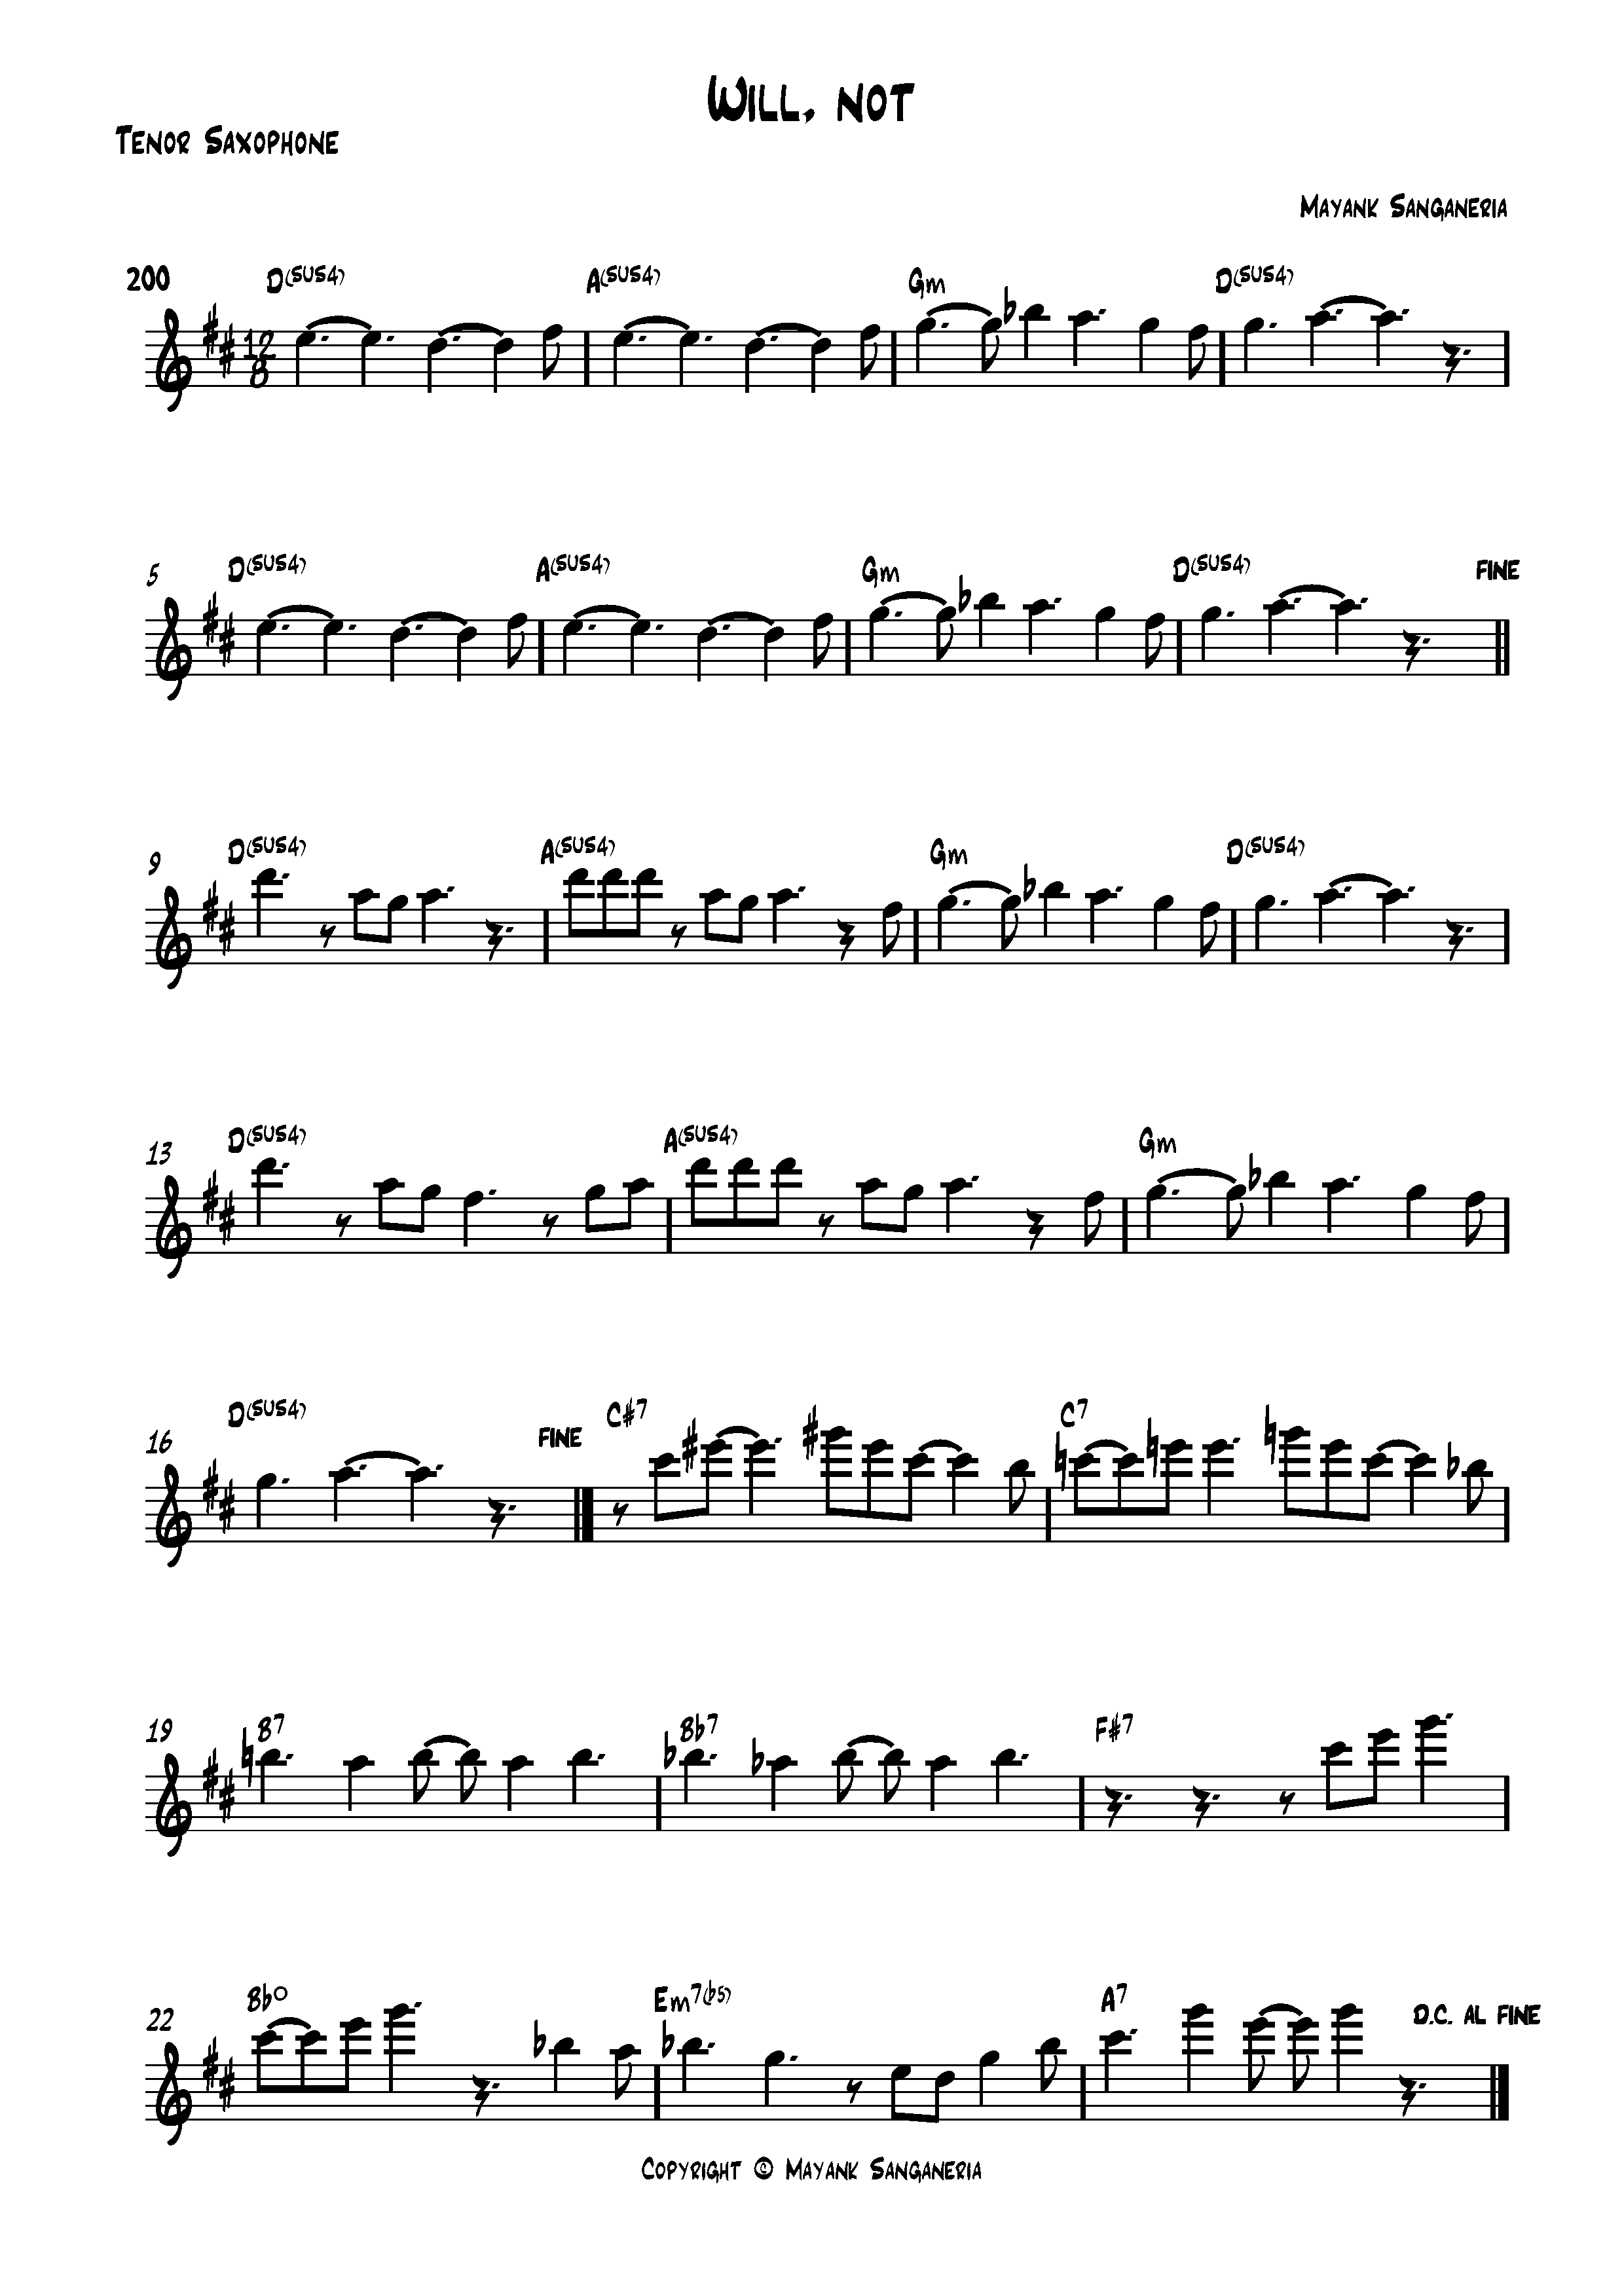 Will, not
Tenor Saxophone
Mayank Sanganeria
200 D(sus4) A(sus4) Gm D(sus4)
12
8
5 D(sus4) A(sus4) Gm D(sus4) Fine
9 D(sus4) A(sus4) Gm D(sus4)
13 D(sus4) A(sus4) Gm
16 D(sus4) Fine C#7 C7
19 B7 Bb7 F#7
22 Bbo Em7(b5) A7 D.C. al Fine
Copyright © Mayank Sanganeria